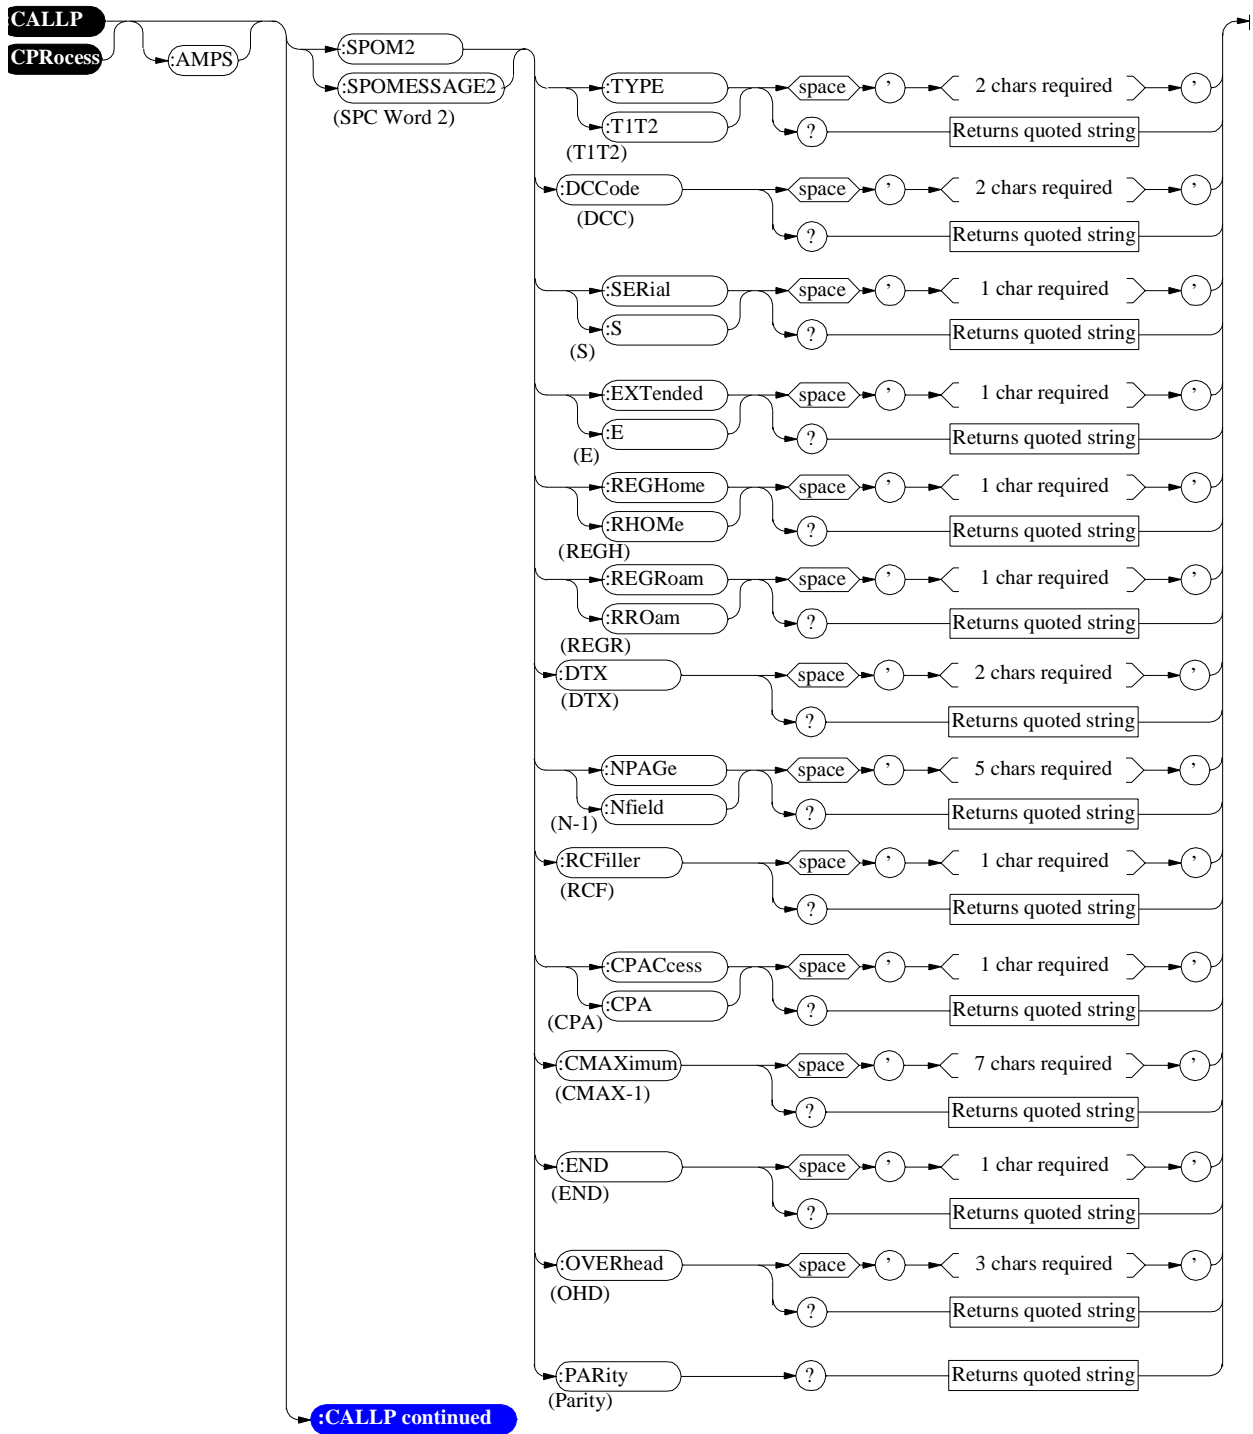 :CALLP
CPRocess
:AMPS
:SPOM2
:SPOMESSAGE2
(SPC Word 2)
:TYPE space ’ 2 chars required ’
:T1T2 ? Returns quoted string
(T1T2)
:DCCode space ’ 2 chars required ’
(DCC)
? Returns quoted string
:SERial space ’ 1 char required ’
:S ? Returns quoted string
(S)
:EXTended space ’ 1 char required ’
:E ? Returns quoted string
(E)
:REGHome space ’ 1 char required ’
:RHOMe ? Returns quoted string
(REGH)
:REGRoam space ’ 1 char required ’
:RROam ? Returns quoted string
(REGR)
:DTX space ’ 2 chars required ’
(DTX)
? Returns quoted string
:NPAGe space ’ 5 chars required ’
:Nfield ? Returns quoted string
(N-1)
:RCFiller space ’ 1 char required ’
(RCF)
? Returns quoted string
:CPACcess space ’ 1 char required ’
:CPA ? Returns quoted string
(CPA)
:CMAXimum space ’ 7 chars required ’
(CMAX-1)
? Returns quoted string
:END space ’ 1 char required ’
(END)
? Returns quoted string
:OVERhead space ’ 3 chars required ’
(OHD)
? Returns quoted string
:PARity ? Returns quoted string
(Parity)
:CALLP continued